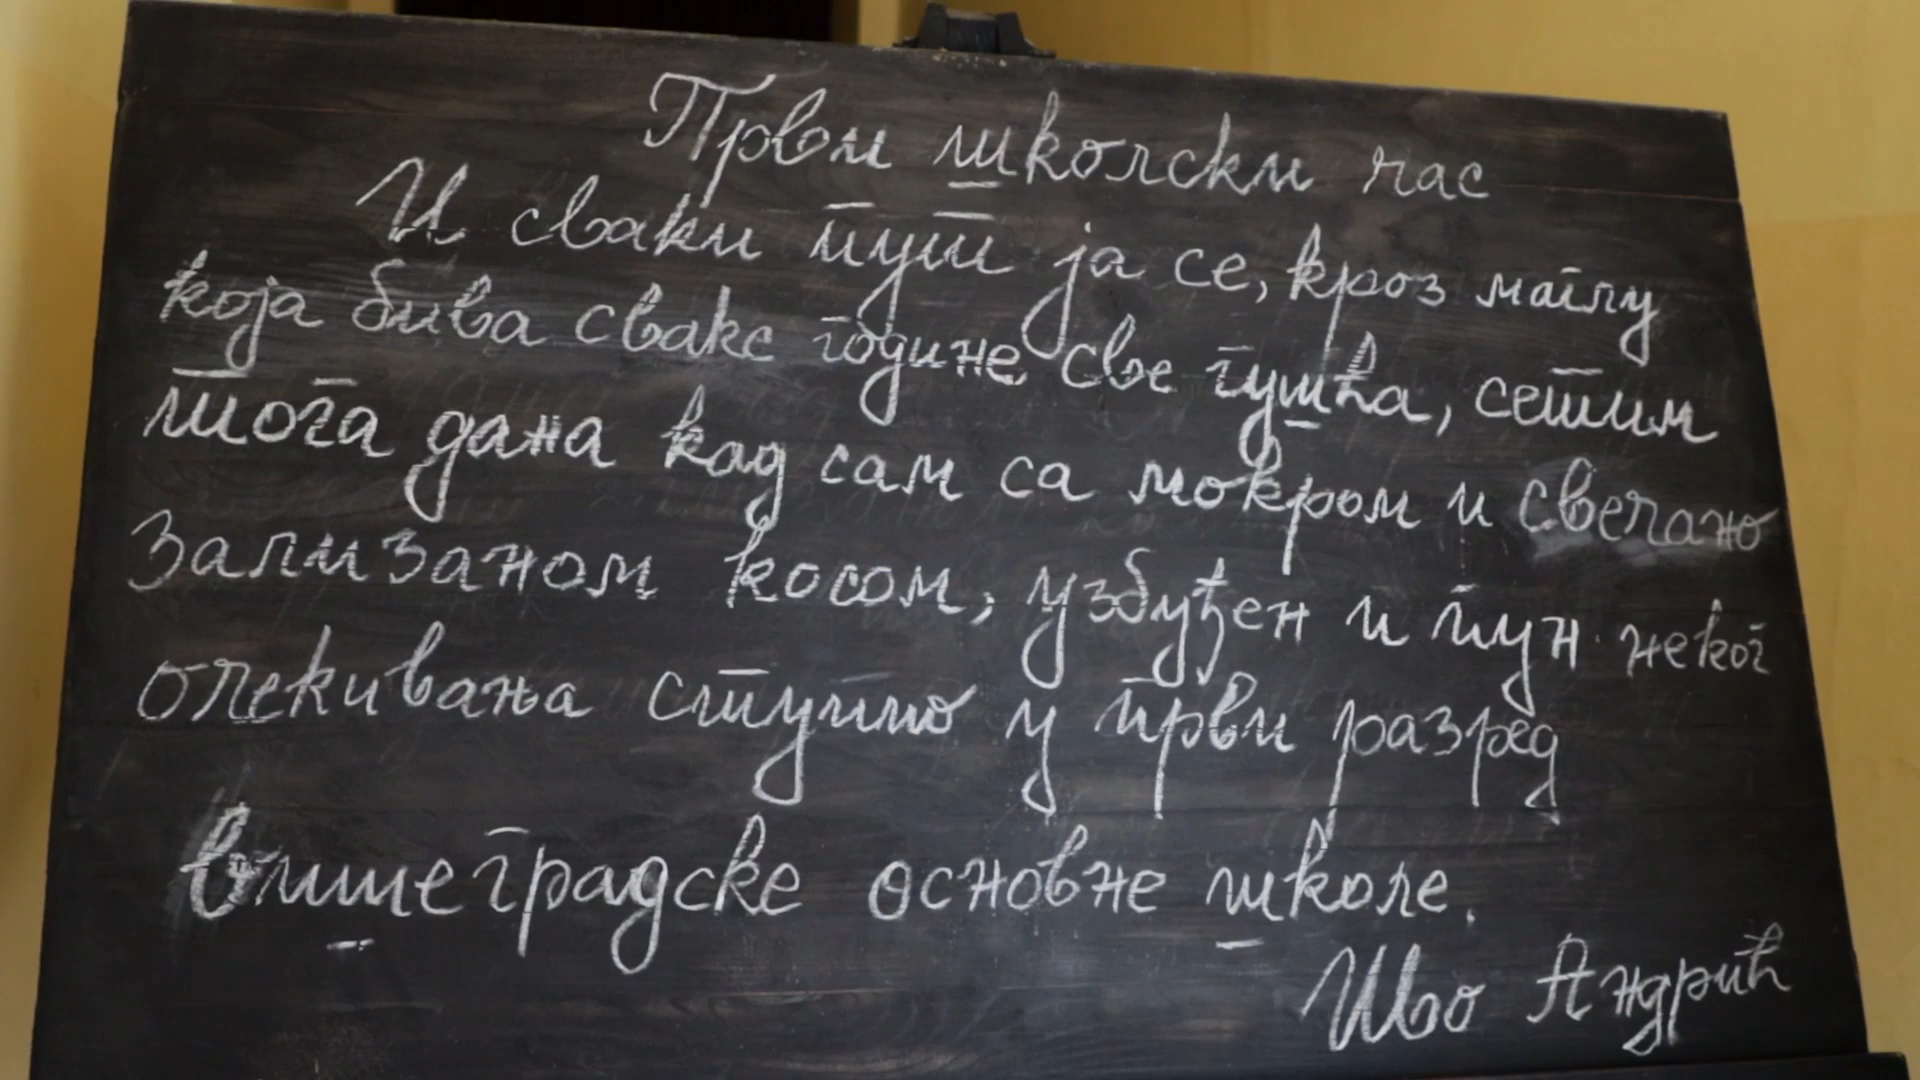 Први школски час
И сваки пут ја се, кроз маглу
која бива сваке године све гушћа, сетим
тога дана кад сам са мокром и свечано
зализаном косом, узбуђен и пун неког
очекивања ступио у први разред
вишеградске основне школе.
Иво Андрић